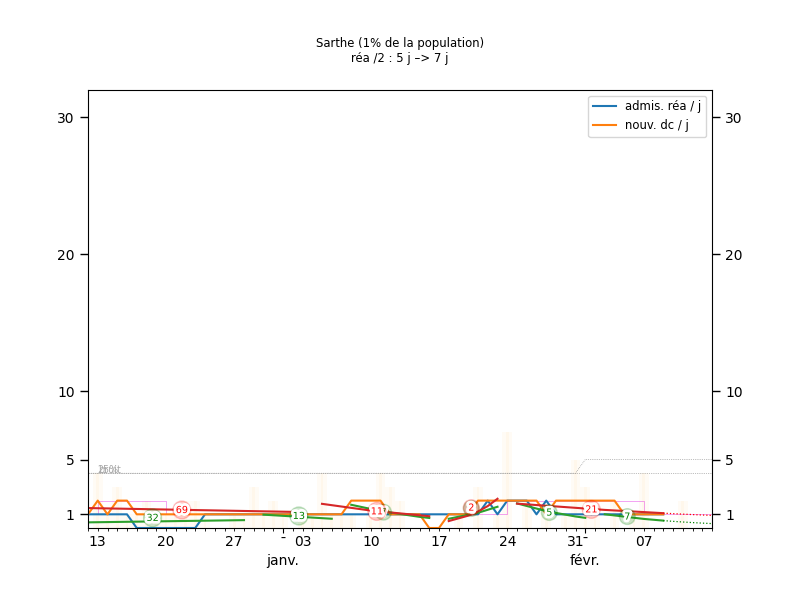 Sarthe (1% de la population)
réa /2 : 5 j –> 7 j
admis. réa / j
nouv. dc / j
30 30
20 20
10 10
5 5
1 1
69
32
13
11
2
5
21
7
13 20 27 - 03 10 17 24 31 - 07
janv. févr.